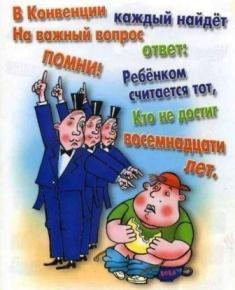 В Конвенции каждый найдёт
На важный вопрос ответ:
ПОМНИ!
Ребёнком
считается тот,
Кто не достиг
восемнадцати
лет.